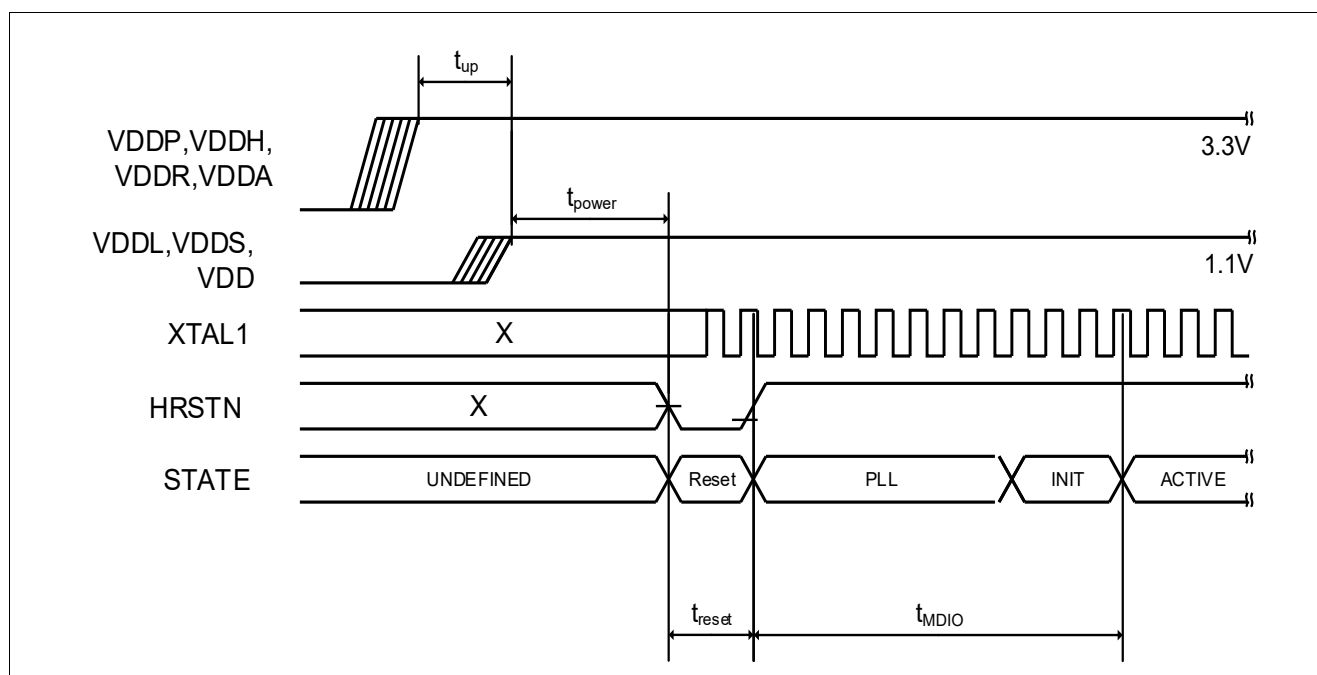 tup
VDDP,VDDH,
VDDR,VDDA
3.3V
tpower
VDDL,VDDS,
VDD
1.1V
XTAL1
X
HRSTN
X
STATE
UNDEFINED
Reset
PLL
INIT
ACTIVE
treset
tMDIO